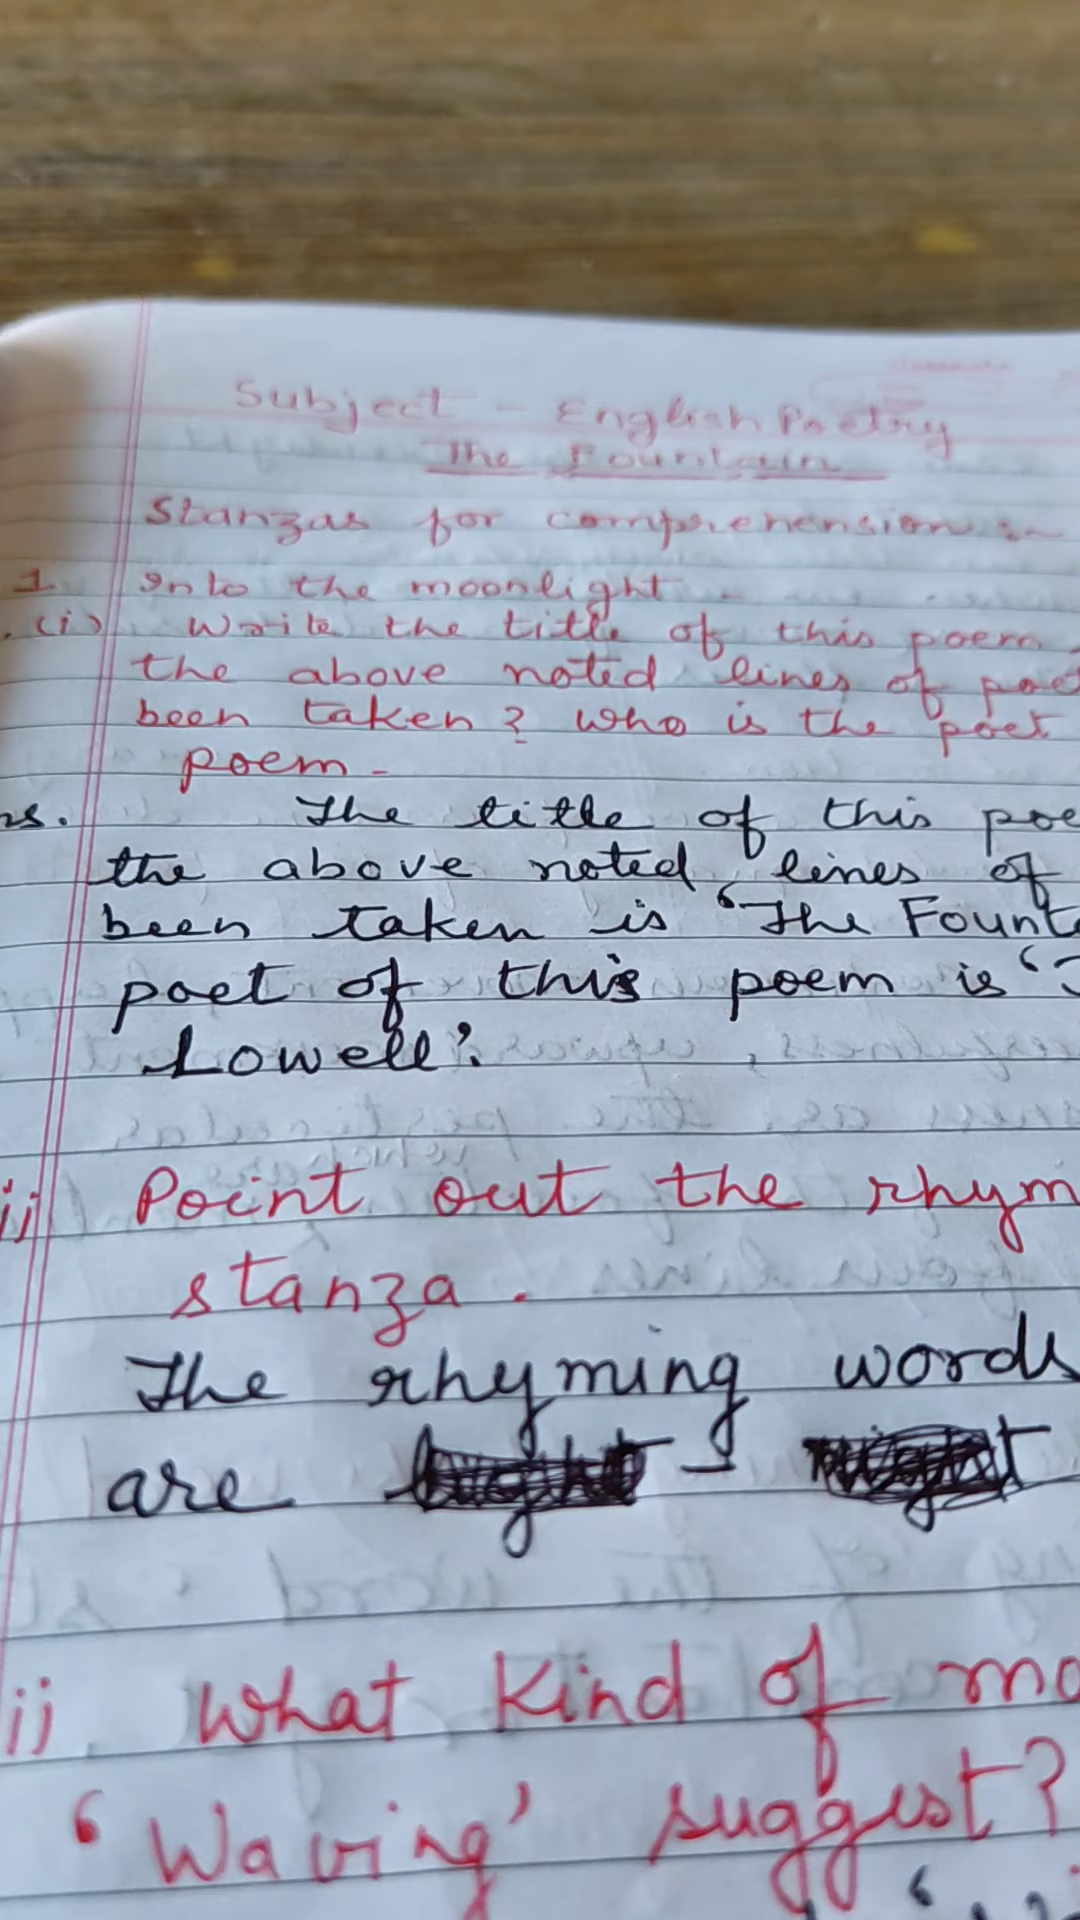 Subject - English Poetry
The Fountain
Stanzas for comprehension :-
1. Into the moonlight -
(i) Write the title of this poem
the above noted lines of
been taken? Who is the poet
poem -
The title of this
the above noted lines of
been taken is 'The
poet of this poem is '
Lowell'.
Point out the
stanza.
The rhyming words
are -
What kind of
'Waving' suggest?